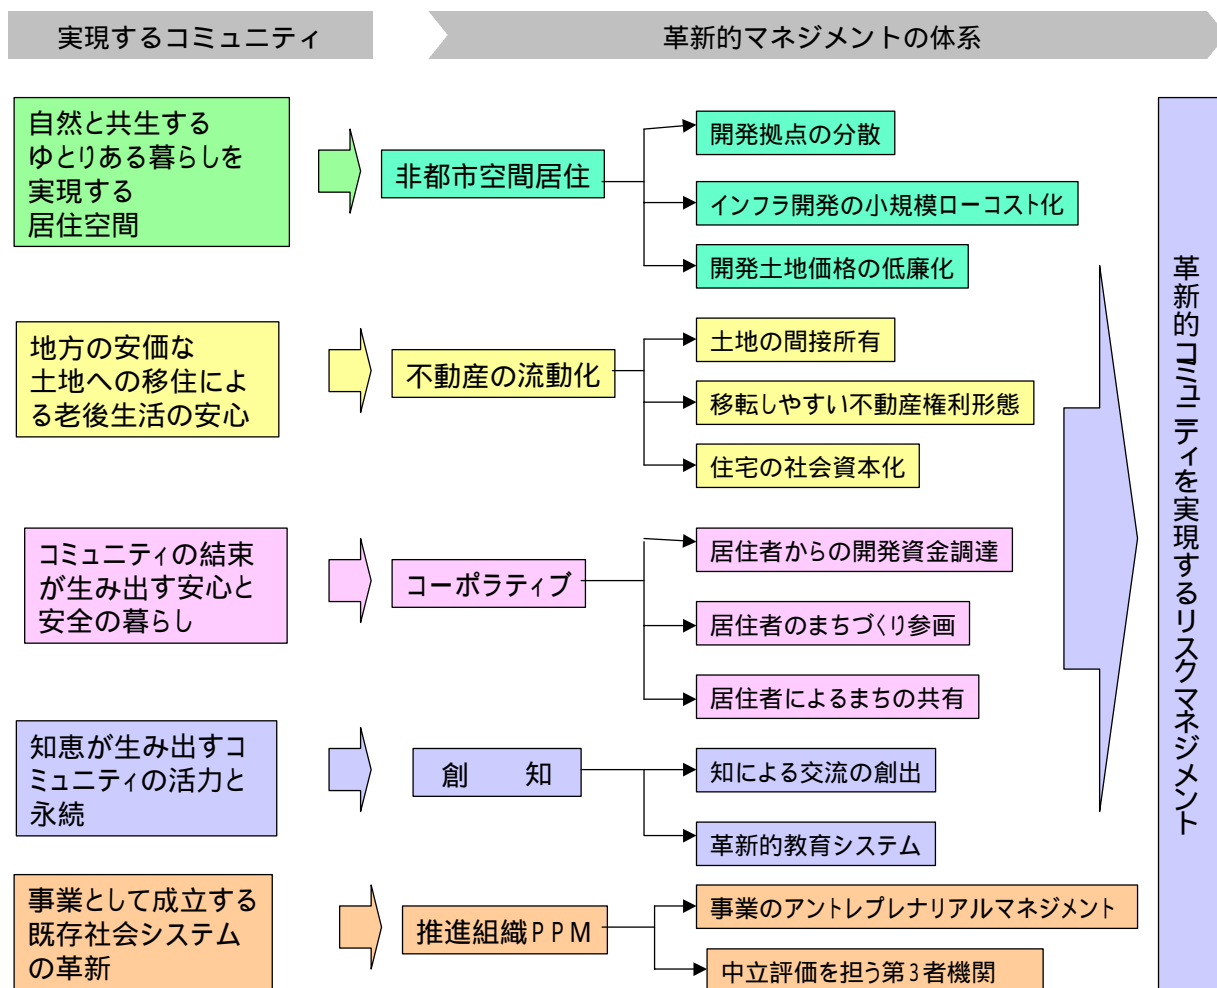 実現するコミュニティ
革新的マネジメントの体系
自然と共生する
ゆとりある暮らしを
実現する
居住空間
非都市空間居住
開発拠点の分散
インフラ開発の小規模ローコスト化
開発土地価格の低廉化
地方の安価な
土地への移住によ
る老後生活の安心
不動産の流動化
土地の間接所有
移転しやすい不動産権利形態
住宅の社会資本化
コミュニティの結束
が生み出す安心と
安全の暮らし
コーポラティブ
居住者からの開発資金調達
居住者のまちづくり参画
居住者によるまちの共有
知恵が生み出すコ
ミュニティの活力と
永続
創　知
知による交流の創出
革新的教育システム
事業として成立する
既存社会システム
の革新
推進組織PPM
事業のアントレプレナリアルマネジメント
中立評価を担う第3者機関
革新的コミュニティを実現するリスクマネジメント